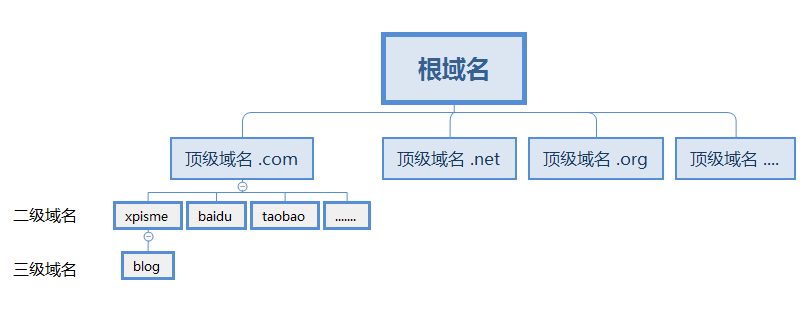 根域名
顶级域名 .com
顶级域名 .net
顶级域名 .org
顶级域名 ....
二级域名
xpisme
baidu
taobao
.......
三级域名
blog